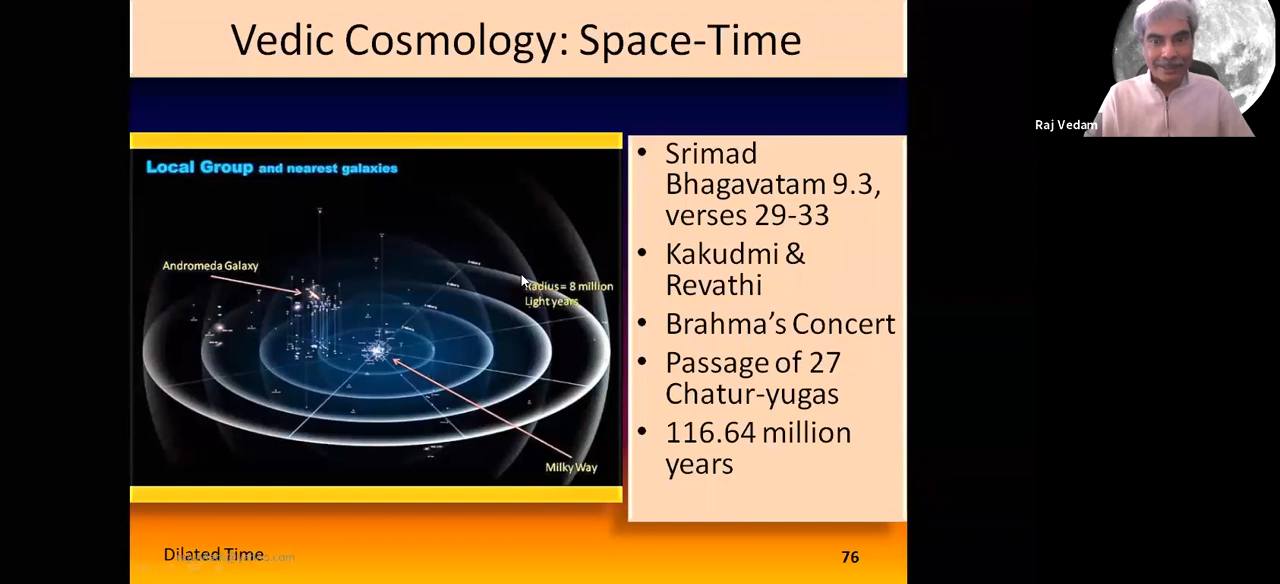 Vedic Cosmology: Space-Time
Raj Vedam
Local Group and nearest galaxies
Andromeda Galaxy
Radius = 8 million
Light years
Milky Way
• Srimad
Bhagavatam 9.3,
verses 29-33
• Kakudmi &
Revathi
• Brahma's Concert
• Passage of 27
Chatur-yugas
• 116.64 million
years
Dilated Time
76